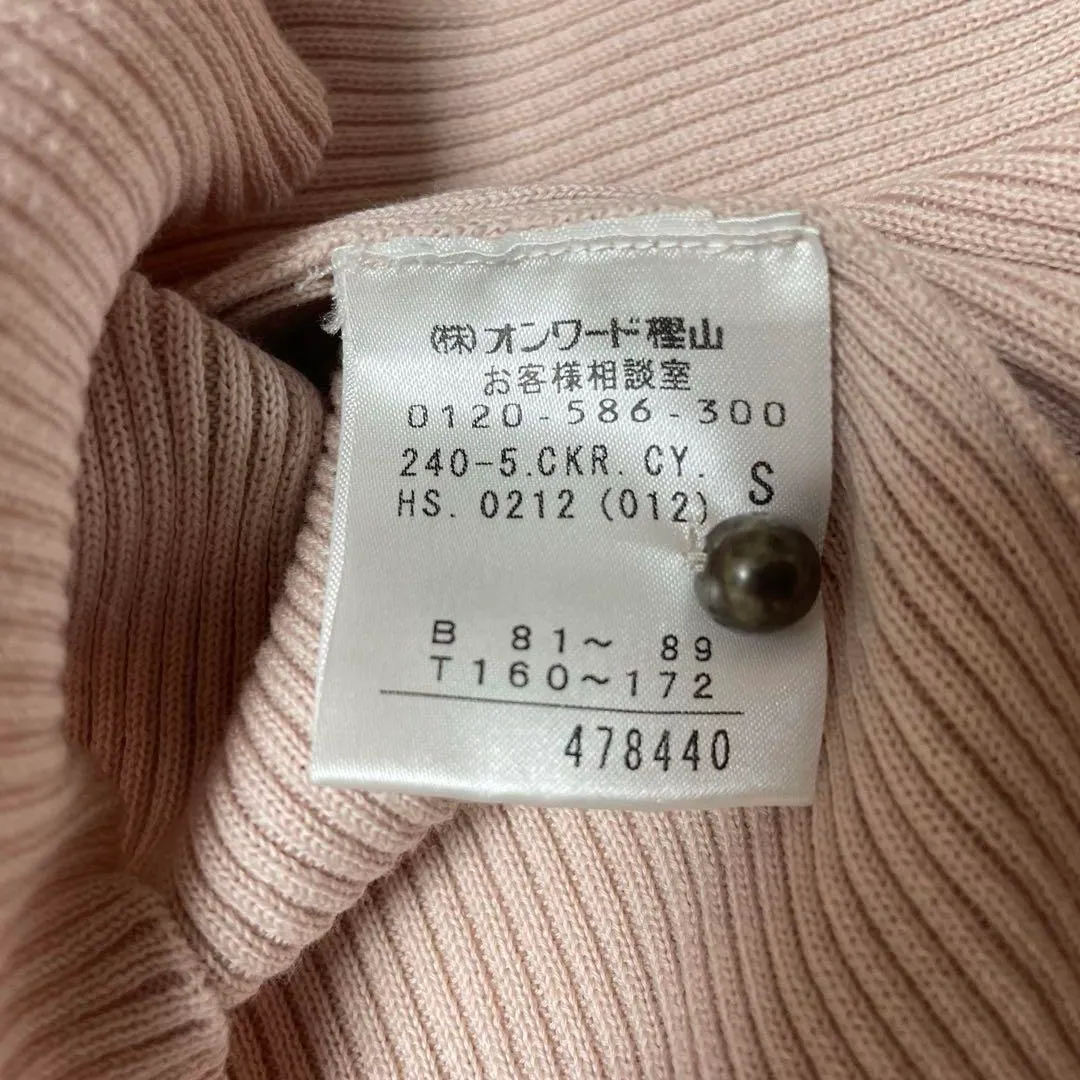 (株)オンワード樫山
お客様相談室
0120-586-300
240-5.CKR.CY. S
HS. 0212(012)
B 81～ 89
T160～172
478440